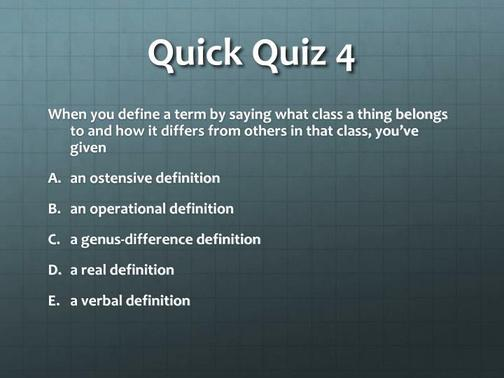 Quick Quiz 4
When you define a term by saying what class a thing belongs
to and how it differs from others in that class, you've
given
A. an ostensive definition
B. an operational definition
C. a genus-difference definition
D. a real definition
E. a verbal definition